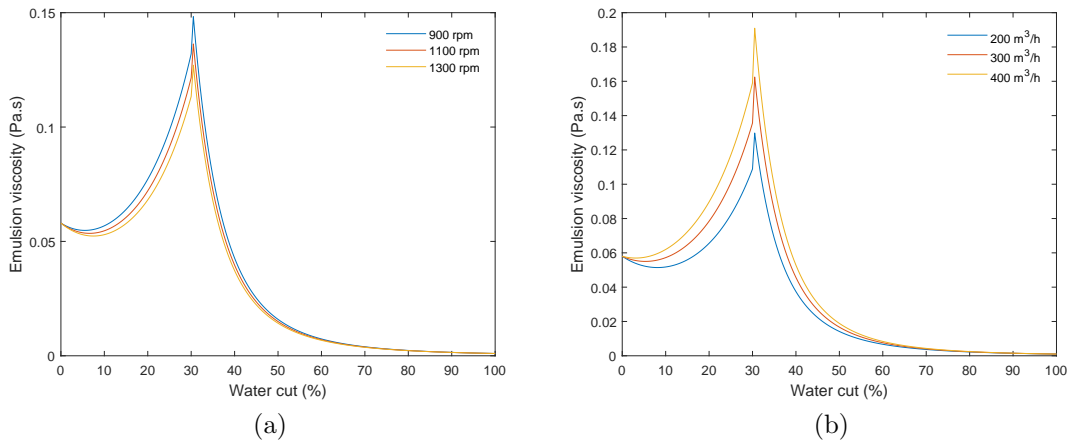 0.15
0.1
0.05
0
Emulsion viscosity (Pa.s)
900 rpm
1100 rpm
1300 rpm
0 10 20 30 40 50 60 70 80 90 100
Water cut (%)
(a)
0.2
0.18
0.16
0.14
0.12
0.1
0.08
0.06
0.04
0.02
0
Emulsion viscosity (Pa.s)
200 m³/h
300 m³/h
400 m³/h
0 10 20 30 40 50 60 70 80 90 100
Water cut (%)
(b)